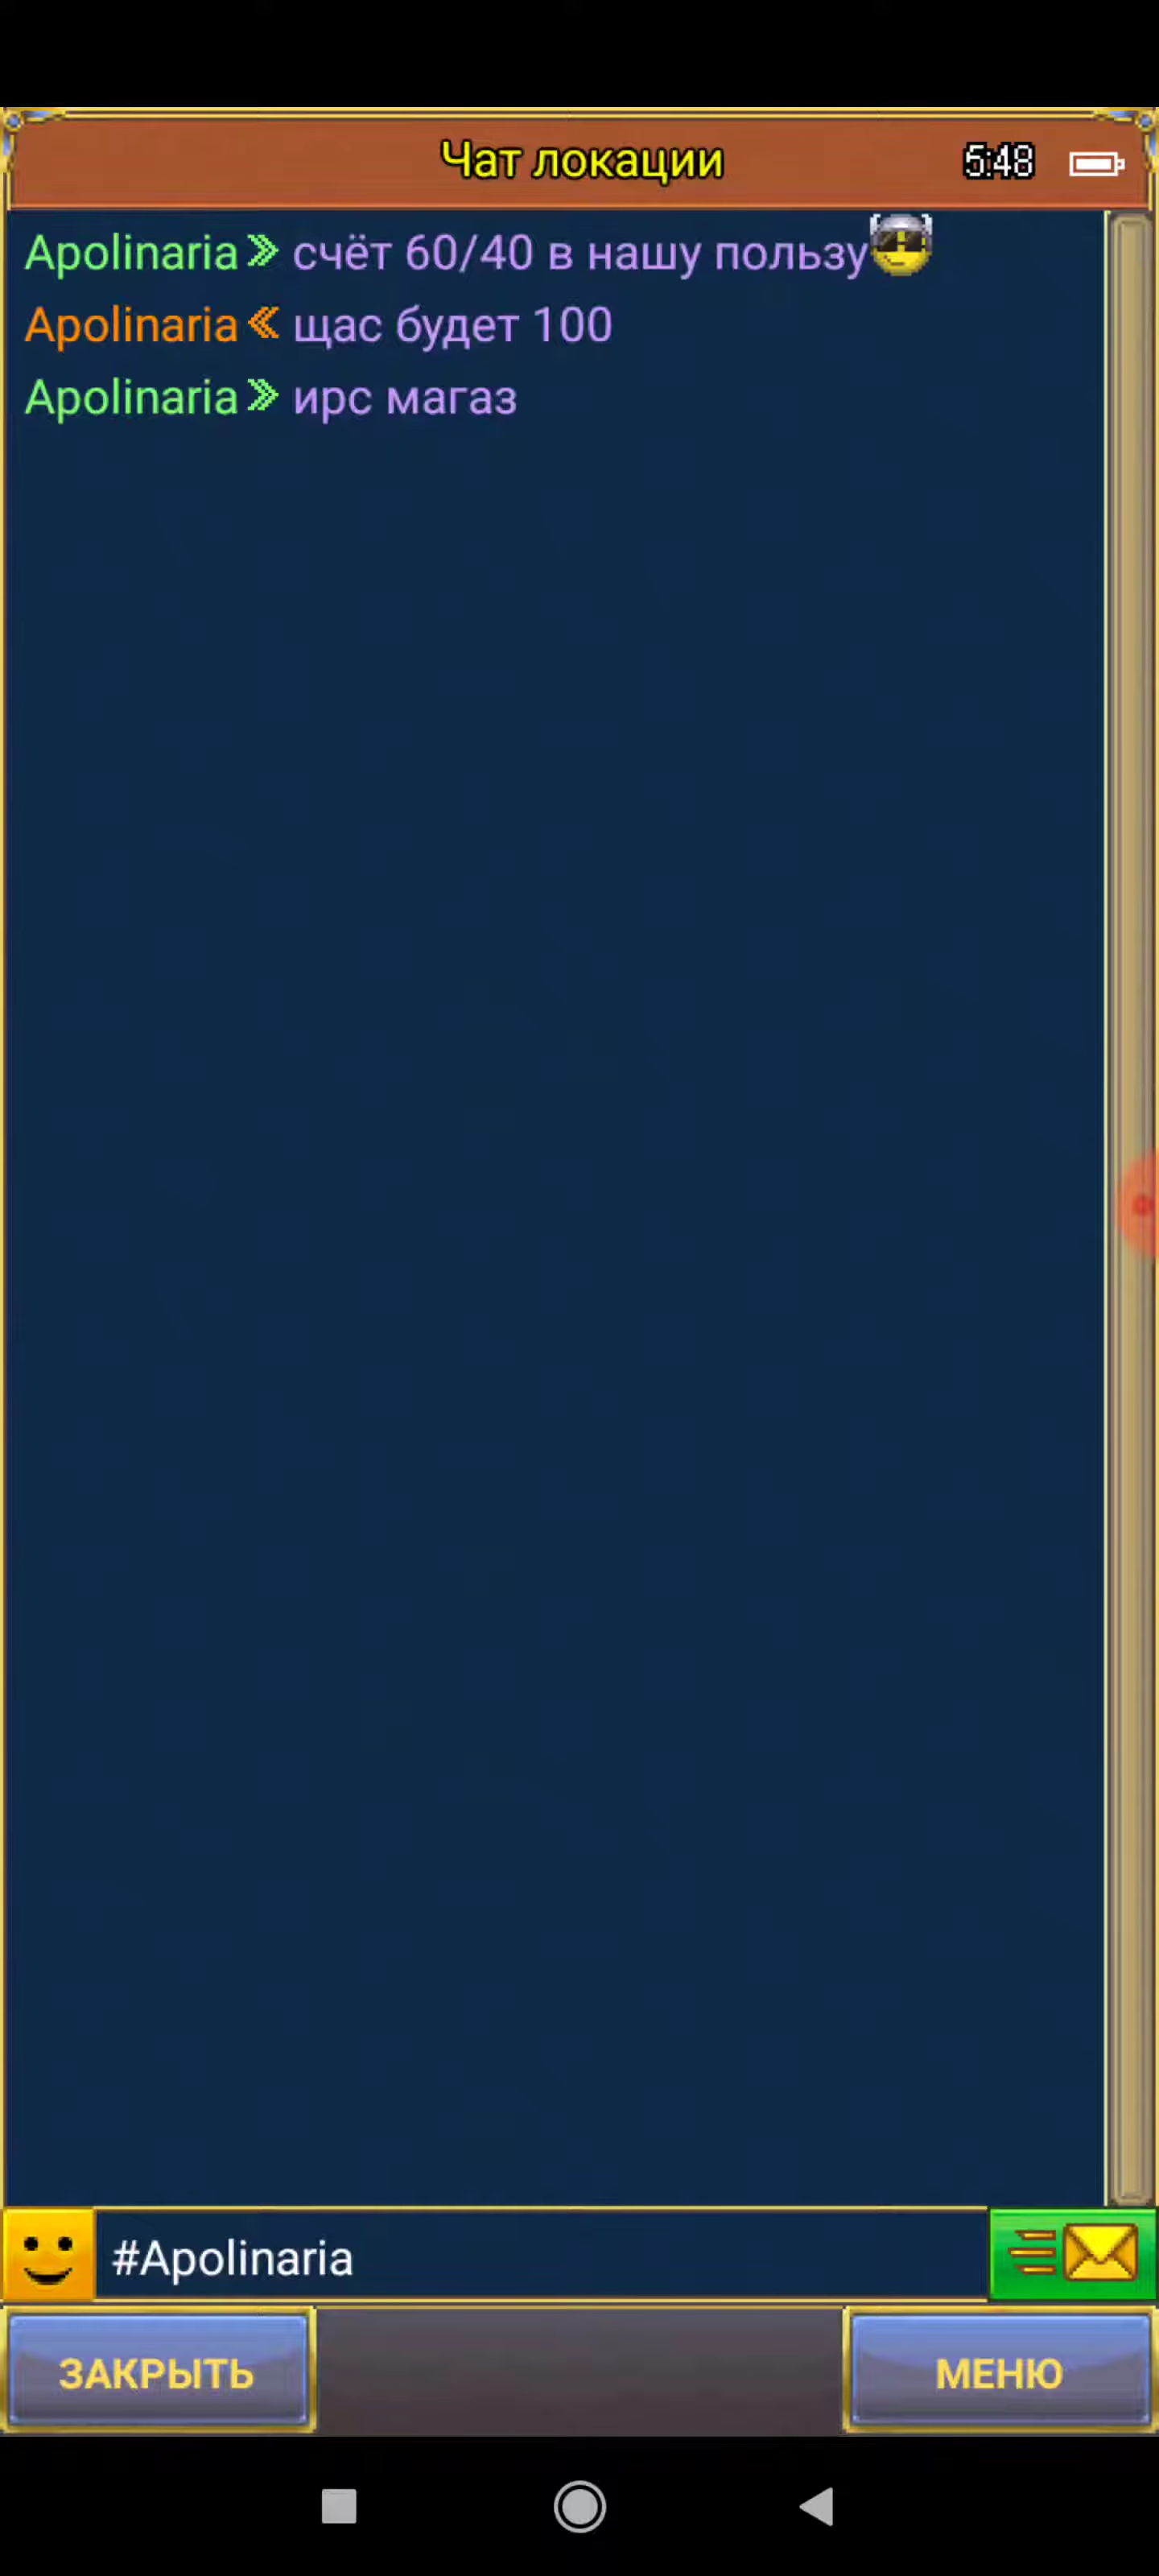 Чат локации 5:48
Apolinaria» счёт 60/40 в нашу пользу
Apolinaria« щас будет 100
Apolinaria» ирс магаз
#Apolinaria
ЗАКРЫТЬ МЕНЮ